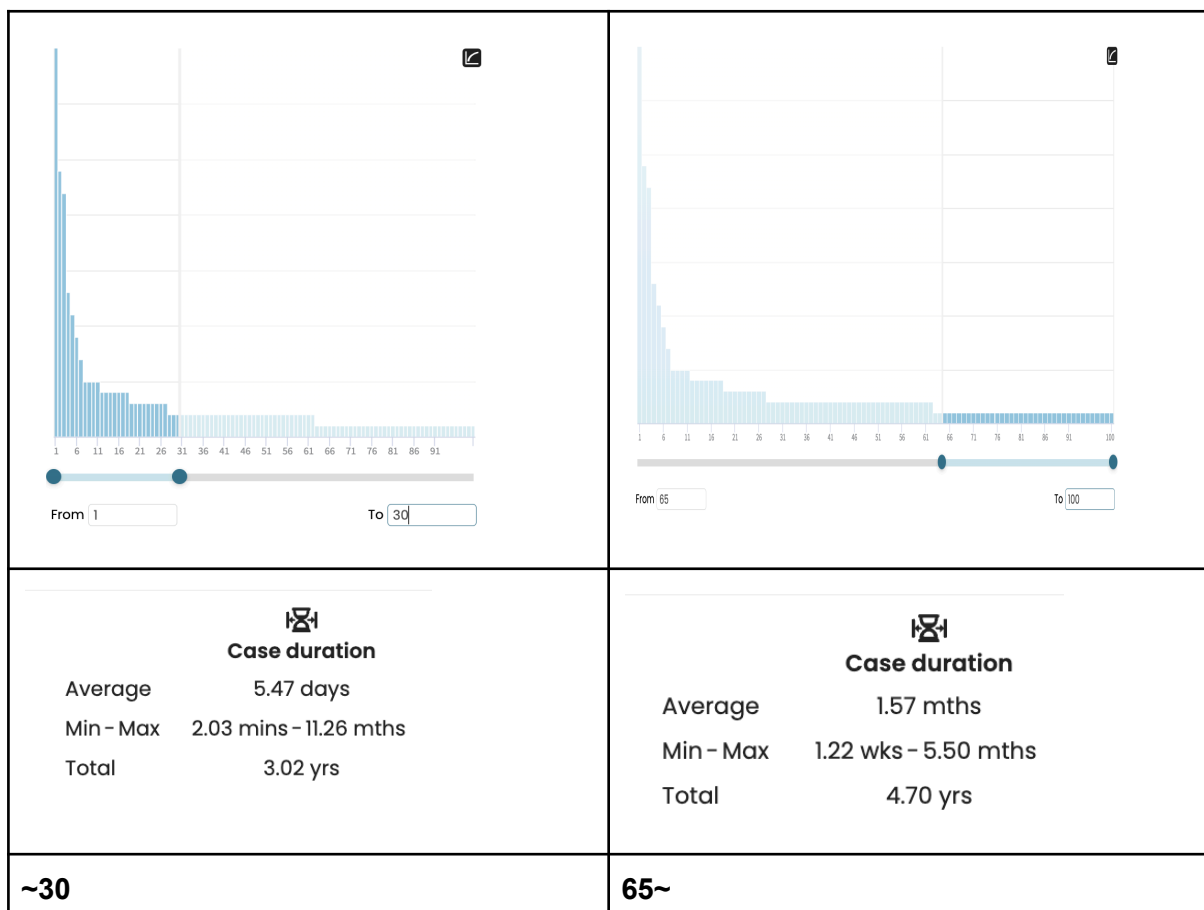 1 6 11 16 21 26 31 36 41 46 51 56 61 66 71 76 81 86 91
From 1 To 30
1 6 11 16 21 26 31 36 41 46 51 56 61 66 71 76 81 86 91 100
From 65 To 100
Case duration
Average 5.47 days
Min - Max 2.03 mins - 11.26 mths
Total 3.02 yrs
Case duration
Average 1.57 mths
Min - Max 1.22 wks - 5.50 mths
Total 4.70 yrs
~30
65~